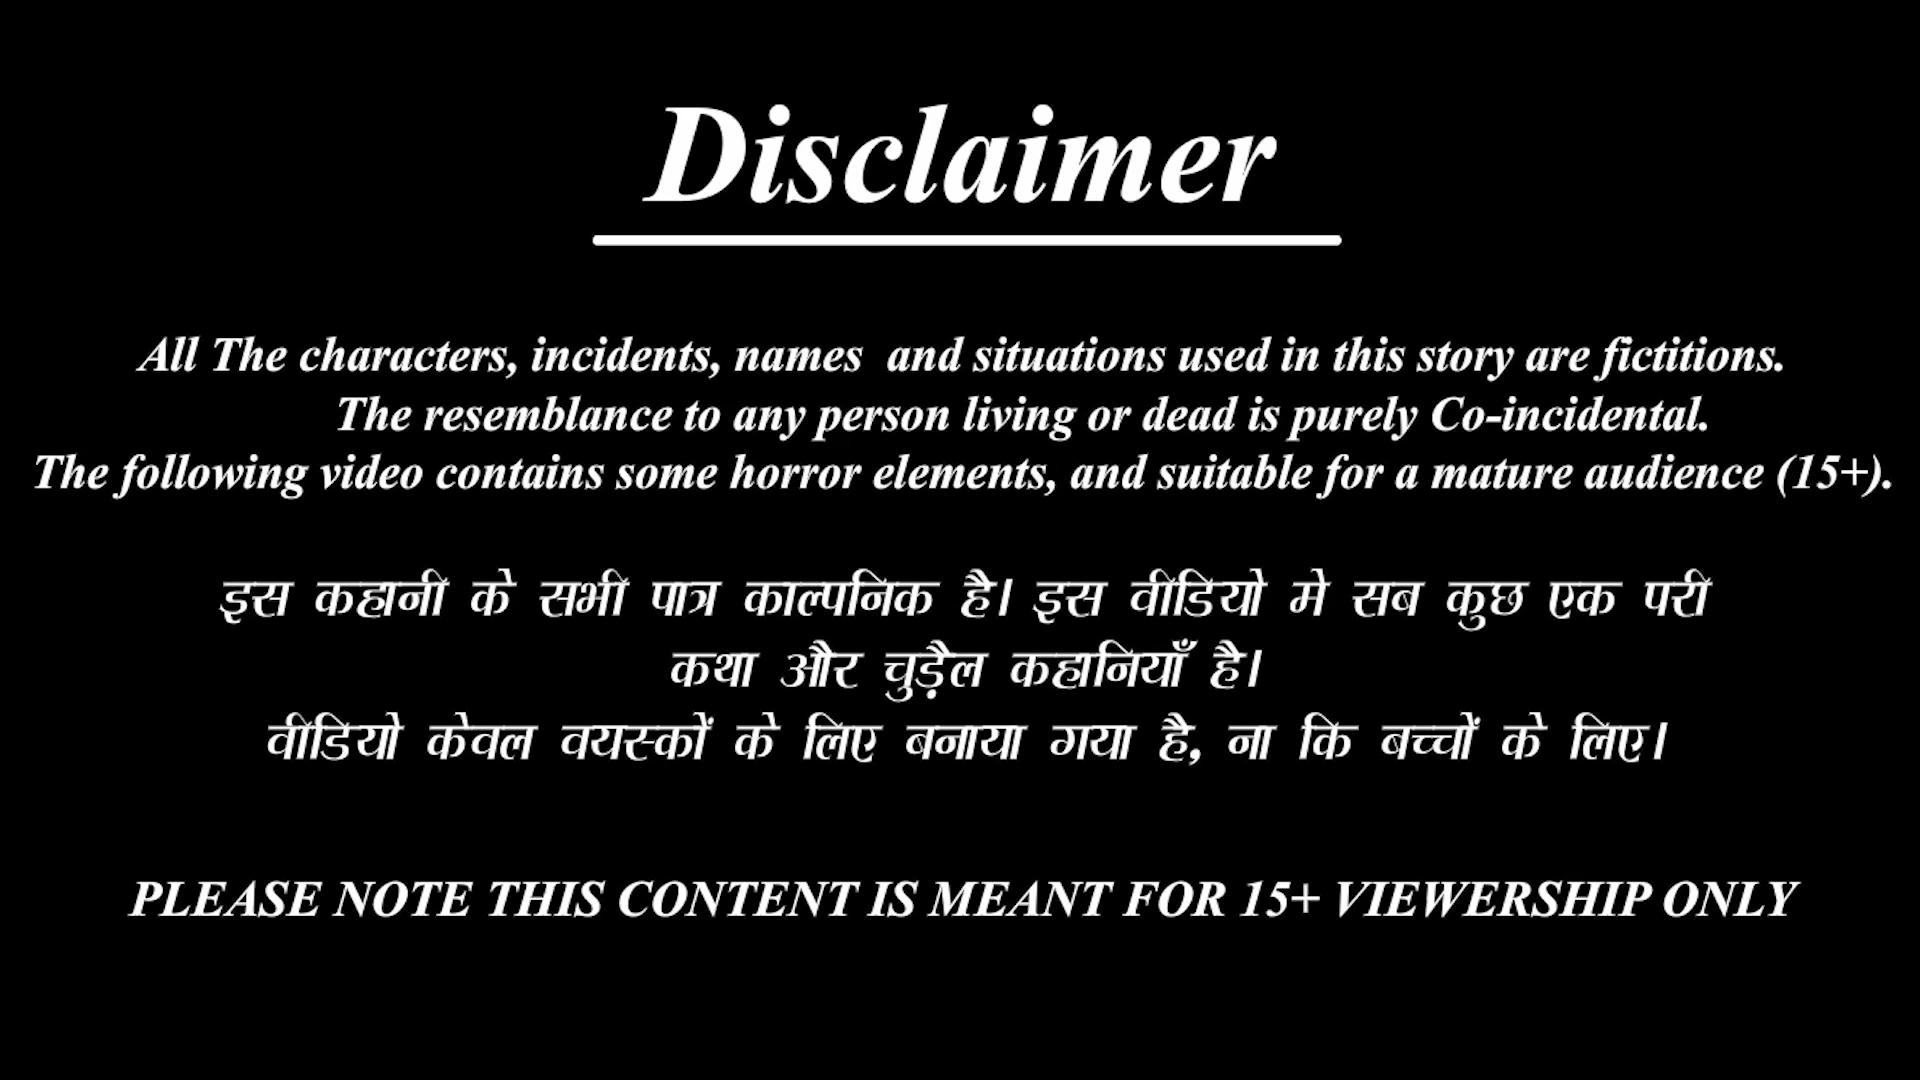 Disclaimer
All The characters, incidents, names and situations used in this story are fictitions.
The resemblance to any person living or dead is purely Co-incidental.
The following video contains some horror elements, and suitable for a mature audience (15+).
इस कहानी के सभी पात्र काल्पनिक है। इस वीडियो मे सब कुछ एक परी
कथा और चुड़ैल कहानियाँ है।
वीडियो केवल वयस्कों के लिए बनाया गया है, ना कि बच्चों के लिए।
PLEASE NOTE THIS CONTENT IS MEANT FOR 15+ VIEWERSHIP ONLY